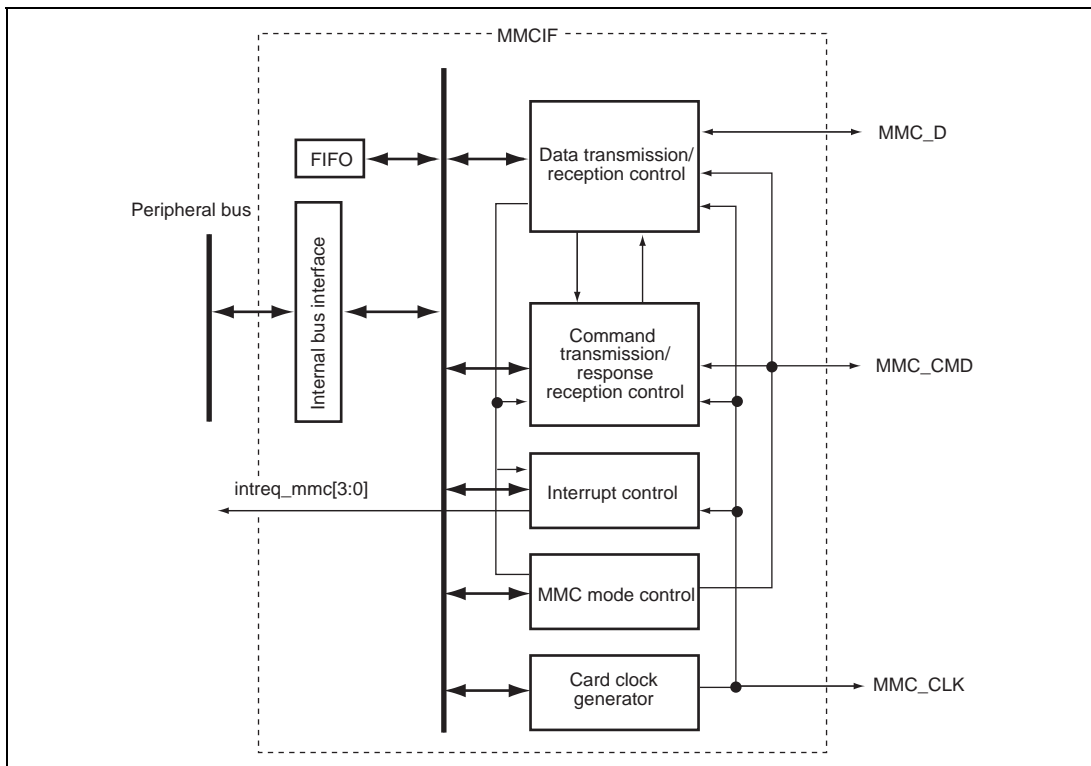 MMCIF
MMC_D
FIFO
Data transmission/
reception control
Peripheral bus
Internal bus interface
Command
transmission/
response
reception control
MMC_CMD
intreq_mmc[3:0]
Interrupt control
MMC mode control
Card clock
generator
MMC_CLK